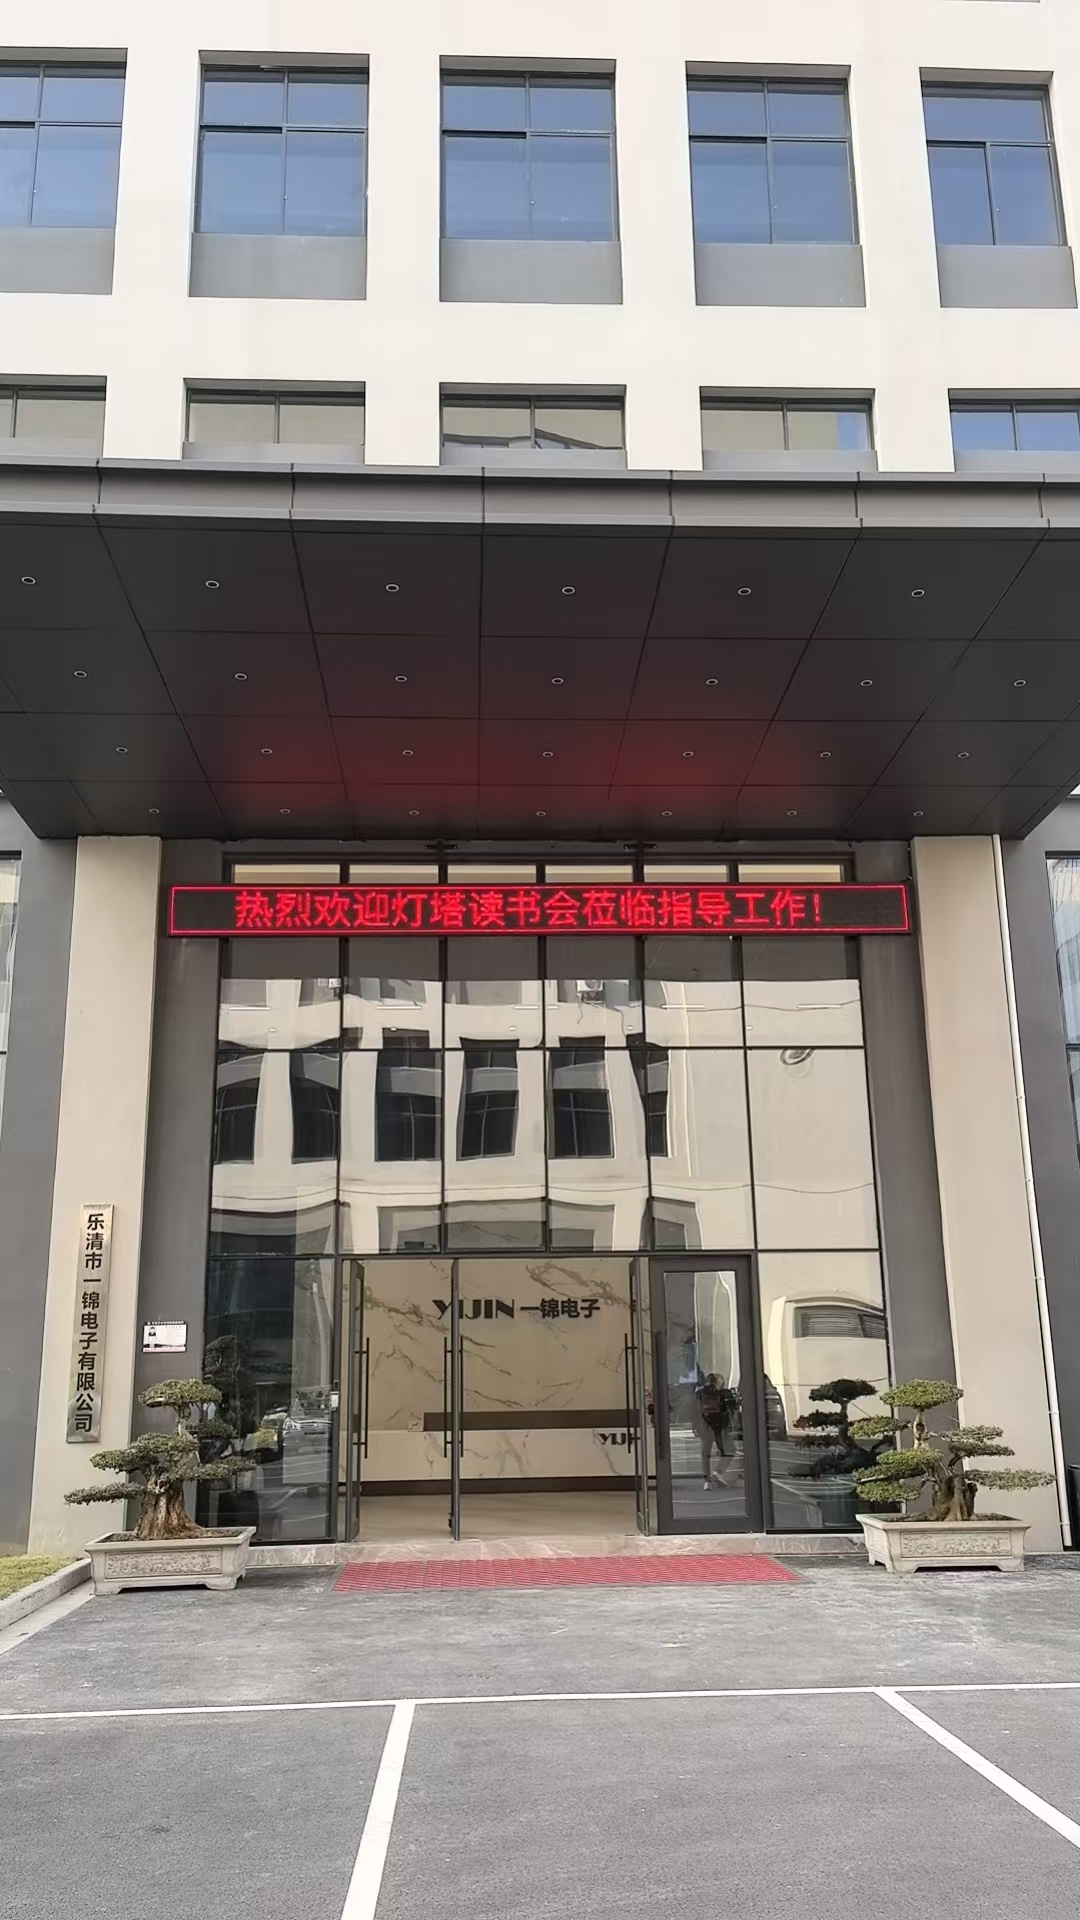 热烈欢迎灯塔读书会莅临指导工作!
乐清市一锦电子有限公司
YIJIN 一锦电子